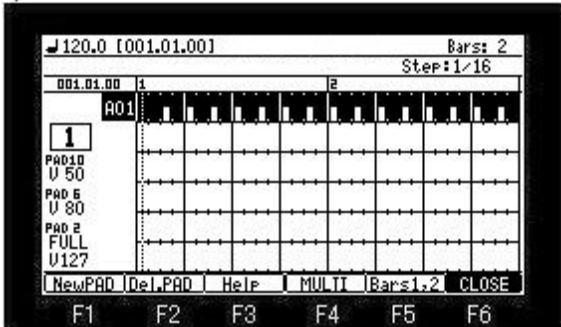 ♩120.0 [001.01.00] Bars: 2
Step:1/16
001.01.00 1 2
A01
1
PAD10
V 50
PAD 6
V 80
PAD 2
FULL
V127
NewPAD Del.PAD Help MULTI Bars1,2 CLOSE
F1 F2 F3 F4 F5 F6